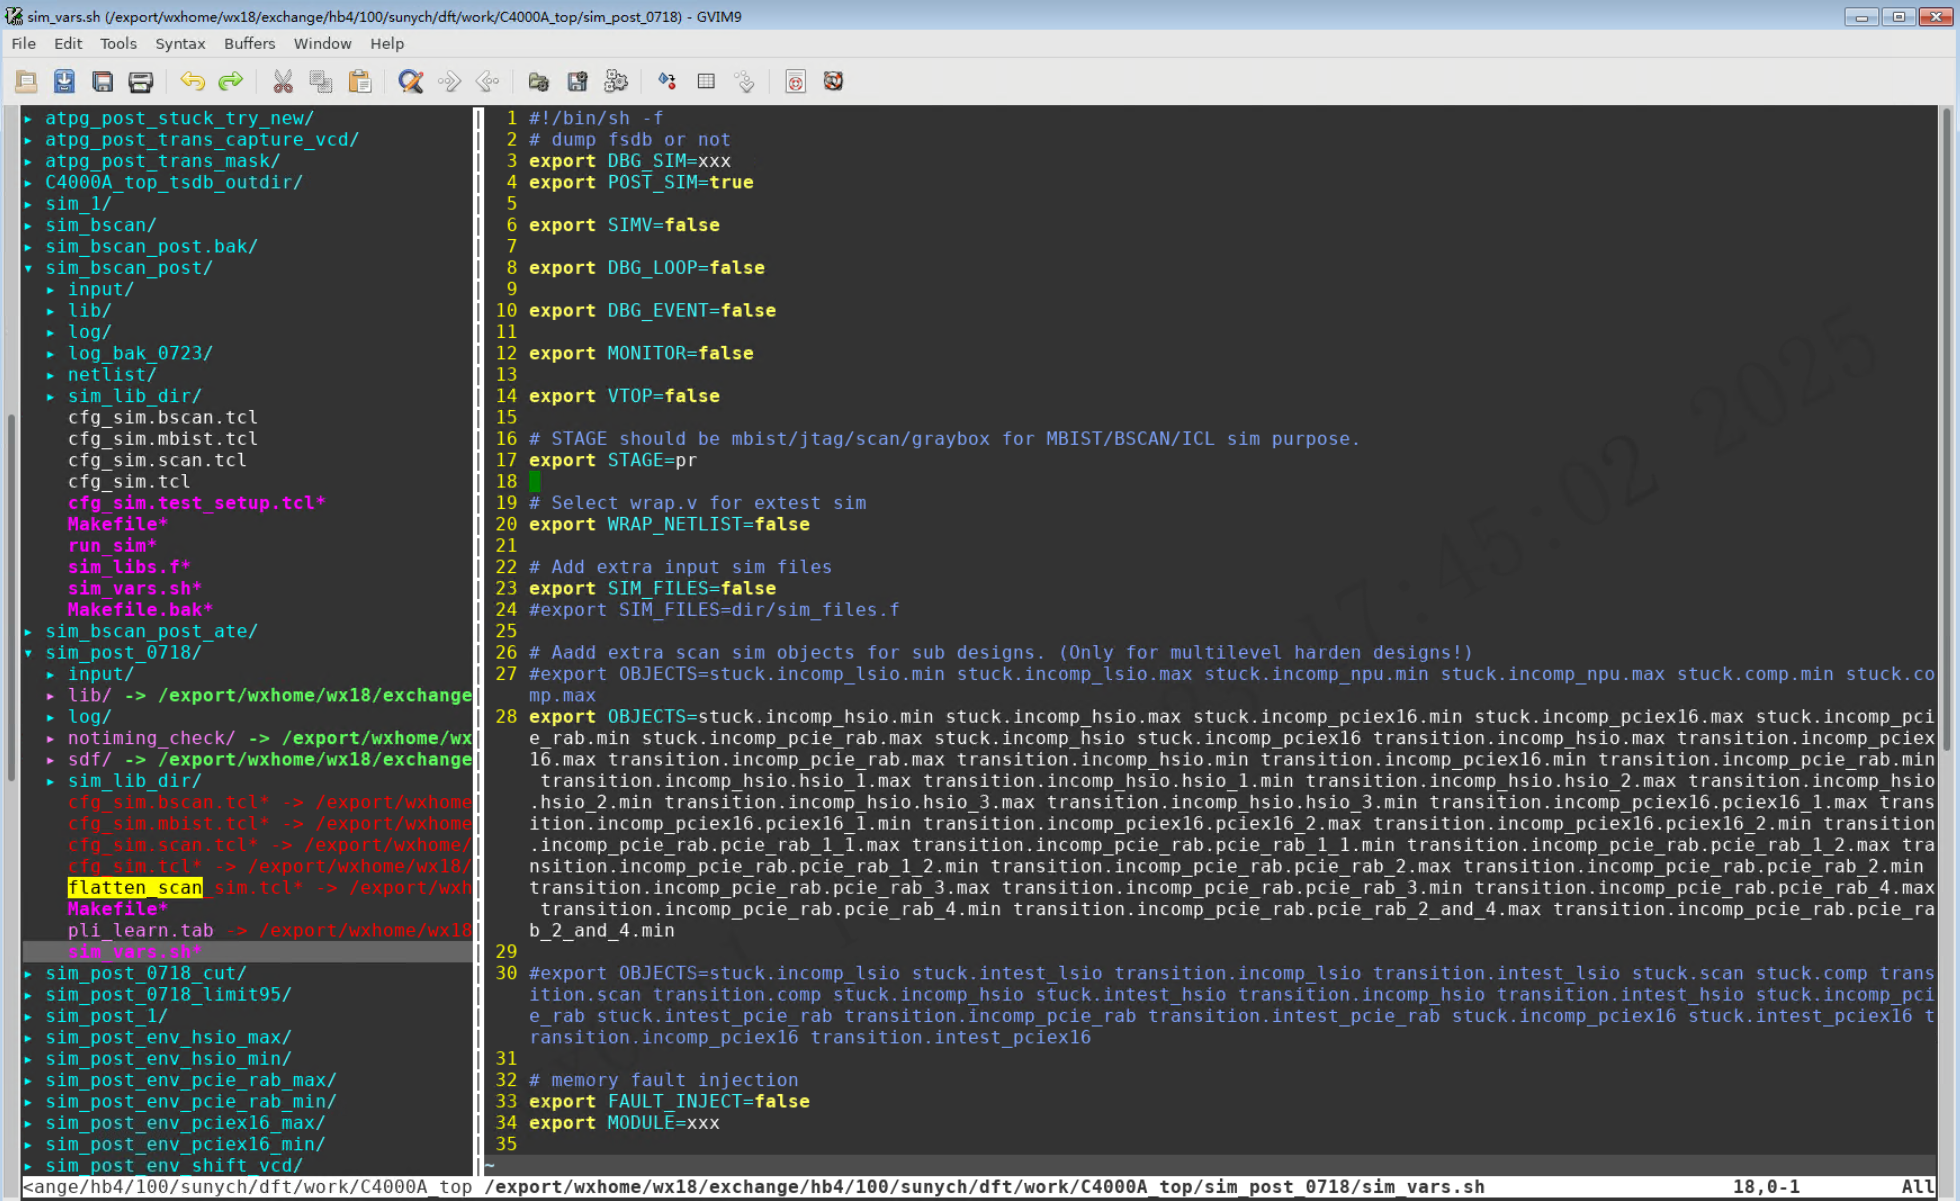 sim_vars.sh (/export/wxhome/wx18/exchange/hb4/100/sunych/dft/work/C4000A_top/sim_post_0718) - GVIM9
File Edit Tools Syntax Buffers Window Help
▸ atpg_post_stuck_try_new/
▸ atpg_post_trans_capture_vcd/
▸ atpg_post_trans_mask/
▸ C4000A_top_tsdb_outdir/
▸ sim_1/
▸ sim_bscan/
▸ sim_bscan_post.bak/
▾ sim_bscan_post/
▸ input/
▸ lib/
▸ log/
▸ log_bak_0723/
▸ netlist/
▸ sim_lib_dir/
cfg_sim.bscan.tcl
cfg_sim.mbist.tcl
cfg_sim.scan.tcl
cfg_sim.tcl
cfg_sim.test_setup.tcl*
Makefile*
run_sim*
sim_libs.f*
sim_vars.sh*
Makefile.bak*
▸ sim_bscan_post_ate/
▾ sim_post_0718/
▸ input/
▸ lib/ -> /export/wxhome/wx18/exchange
▸ log/
▸ notiming_check/ -> /export/wxhome/wx
▸ sdf/ -> /export/wxhome/wx18/exchange
▸ sim_lib_dir/
cfg_sim.bscan.tcl* -> /export/wxhome
cfg_sim.mbist.tcl* -> /export/wxhome
cfg_sim.scan.tcl* -> /export/wxhome/
cfg_sim.tcl* -> /export/wxhome/wx18/
flatten_scan_sim.tcl* -> /export/wxh
Makefile*
pli_learn.tab -> /export/wxhome/wx18
sim_vars.sh*
▸ sim_post_0718_cut/
▸ sim_post_0718_limit95/
▸ sim_post_1/
▸ sim_post_env_hsio_max/
▸ sim_post_env_hsio_min/
▸ sim_post_env_pcie_rab_max/
▸ sim_post_env_pcie_rab_min/
▸ sim_post_env_pciex16_max/
▸ sim_post_env_pciex16_min/
▸ sim_post_env_shift_vcd/
<ange/hb4/100/sunych/dft/work/C4000A_top
1 #!/bin/sh -f
2 # dump fsdb or not
3 export DBG_SIM=xxx
4 export POST_SIM=true
5
6 export SIMV=false
7
8 export DBG_LOOP=false
9
10 export DBG_EVENT=false
11
12 export MONITOR=false
13
14 export VTOP=false
15
16 # STAGE should be mbist/jtag/scan/graybox for MBIST/BSCAN/ICL sim purpose.
17 export STAGE=pr
18
19 # Select wrap.v for extest sim
20 export WRAP_NETLIST=false
21
22 # Add extra input sim files
23 export SIM_FILES=false
24 #export SIM_FILES=dir/sim_files.f
25
26 # Aadd extra scan sim objects for sub designs. (Only for multilevel harden designs!)
27 #export OBJECTS=stuck.incomp_lsio.min stuck.incomp_lsio.max stuck.incomp_npu.min stuck.incomp_npu.max stuck.comp.min stuck.co
mp.max
28 export OBJECTS=stuck.incomp_hsio.min stuck.incomp_hsio.max stuck.incomp_pciex16.min stuck.incomp_pciex16.max stuck.incomp_pci
e_rab.min stuck.incomp_pcie_rab.max stuck.incomp_hsio stuck.incomp_pciex16 transition.incomp_hsio.max transition.incomp_pciex
16.max transition.incomp_pcie_rab.max transition.incomp_hsio.min transition.incomp_pciex16.min transition.incomp_pcie_rab.min
transition.incomp_hsio.hsio_1.max transition.incomp_hsio.hsio_1.min transition.incomp_hsio.hsio_2.max transition.incomp_hsio
.hsio_2.min transition.incomp_hsio.hsio_3.max transition.incomp_hsio.hsio_3.min transition.incomp_pciex16.pciex16_1.max trans
ition.incomp_pciex16.pciex16_1.min transition.incomp_pciex16.pciex16_2.max transition.incomp_pciex16.pciex16_2.min transition
.incomp_pcie_rab.pcie_rab_1_1.max transition.incomp_pcie_rab.pcie_rab_1_1.min transition.incomp_pcie_rab.pcie_rab_1_2.max tra
nsition.incomp_pcie_rab.pcie_rab_1_2.min transition.incomp_pcie_rab.pcie_rab_2.max transition.incomp_pcie_rab.pcie_rab_2.min
transition.incomp_pcie_rab.pcie_rab_3.max transition.incomp_pcie_rab.pcie_rab_3.min transition.incomp_pcie_rab.pcie_rab_4.max
transition.incomp_pcie_rab.pcie_rab_4.min transition.incomp_pcie_rab.pcie_rab_2_and_4.max transition.incomp_pcie_rab.pcie_ra
b_2_and_4.min
29
30 #export OBJECTS=stuck.incomp_lsio stuck.intest_lsio transition.incomp_lsio transition.intest_lsio stuck.scan stuck.comp trans
ition.scan transition.comp stuck.incomp_hsio stuck.intest_hsio transition.incomp_hsio transition.intest_hsio stuck.incomp_pci
e_rab stuck.intest_pcie_rab transition.incomp_pcie_rab transition.intest_pcie_rab stuck.incomp_pciex16 stuck.intest_pciex16 t
ransition.incomp_pciex16 transition.intest_pciex16
31
32 # memory fault injection
33 export FAULT_INJECT=false
34 export MODULE=xxx
35
~
/export/wxhome/wx18/exchange/hb4/100/sunych/dft/work/C4000A_top/sim_post_0718/sim_vars.sh 18,0-1 All
17:45:02 2025